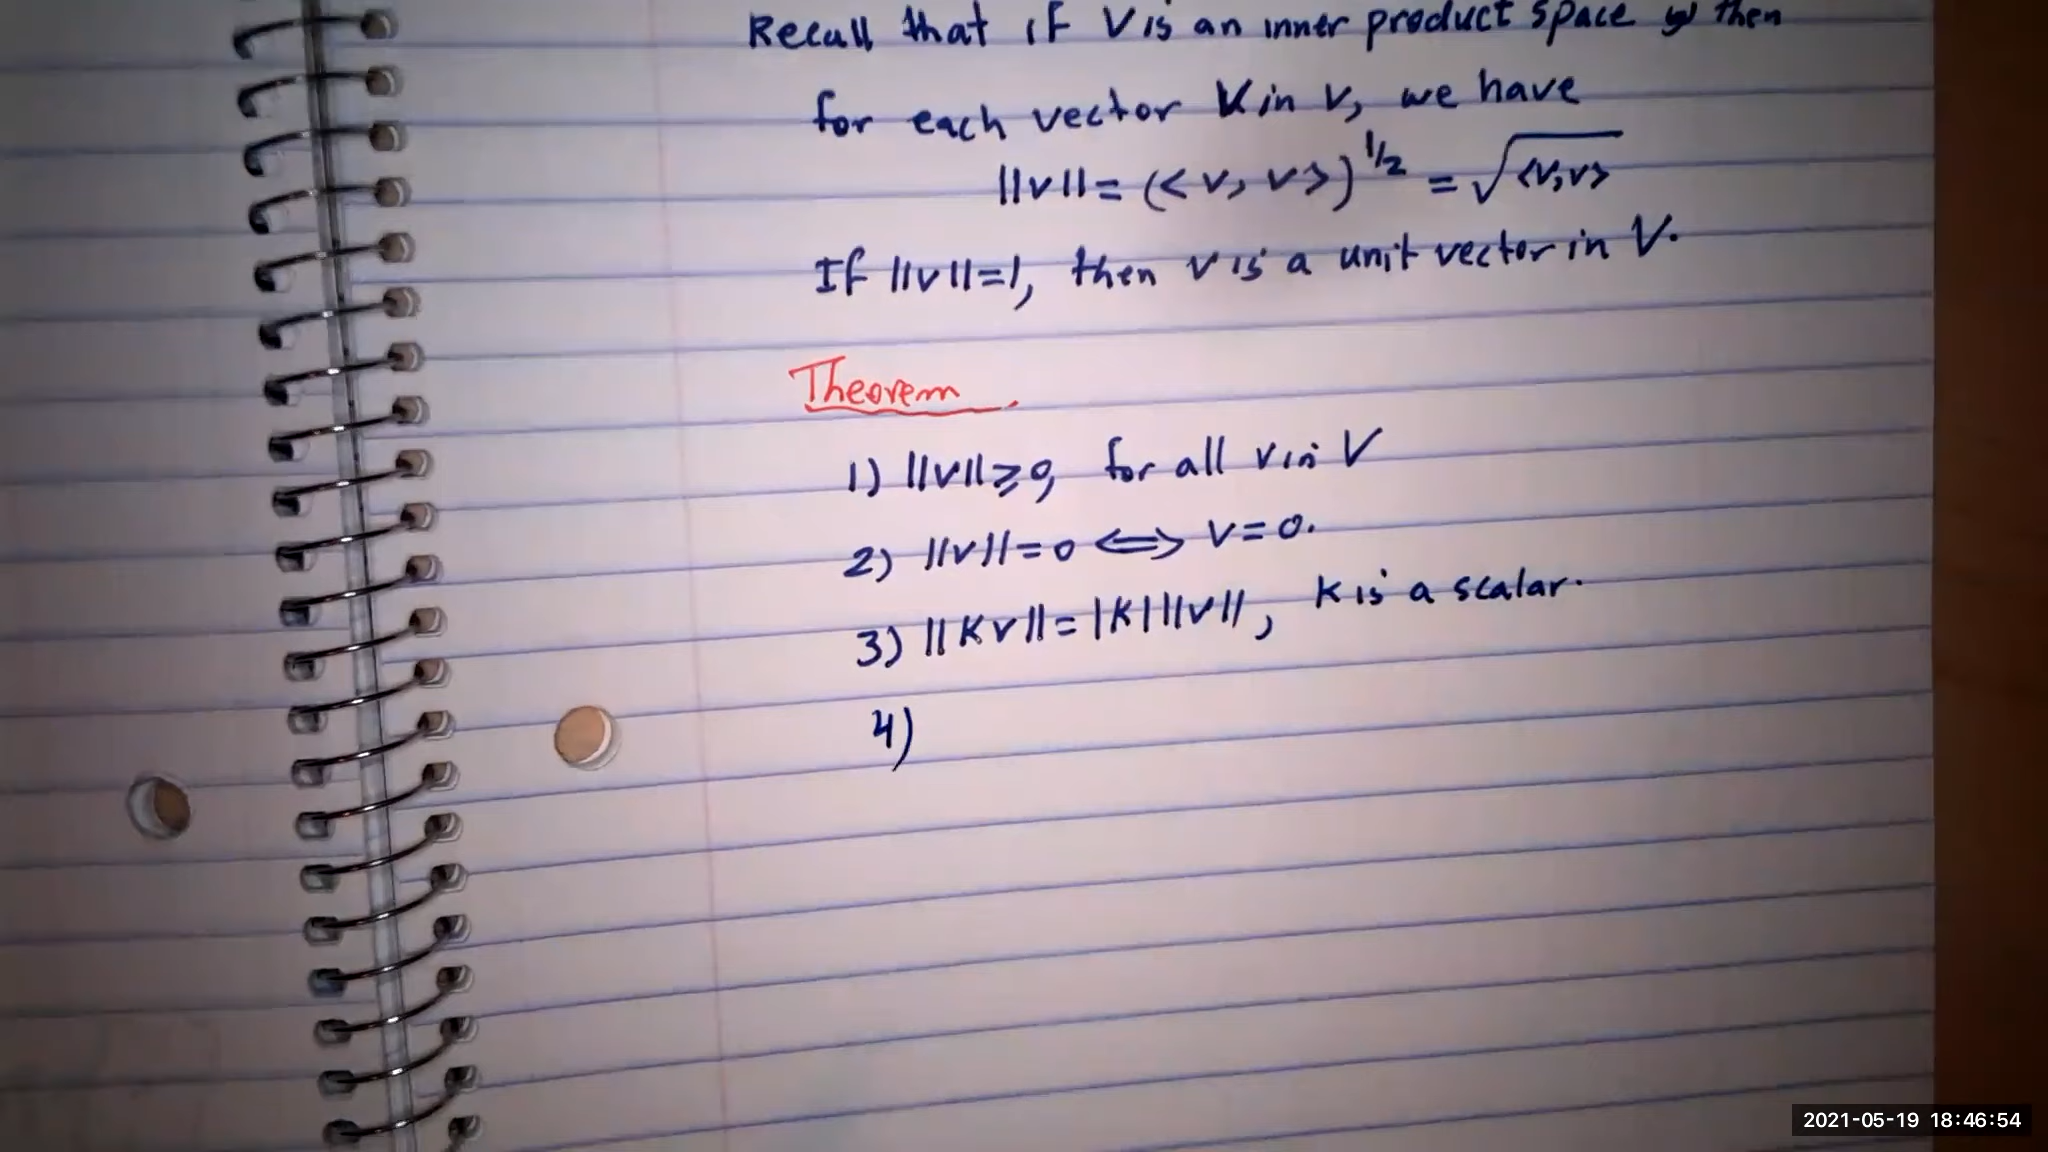 Recall that if V is an inner product space then
for each vector V in V, we have
||v|| = (<v, v>)^1/2 = √<v,v>
If ||v||=1, then v is a unit vector in V.
Theorem
1) ||v|| ≥ 0, for all v in V
2) ||v|| = 0 ⟺ v = 0.
3) ||Kv|| = |K| ||v||, K is a scalar.
4)
2021-05-19 18:46:54